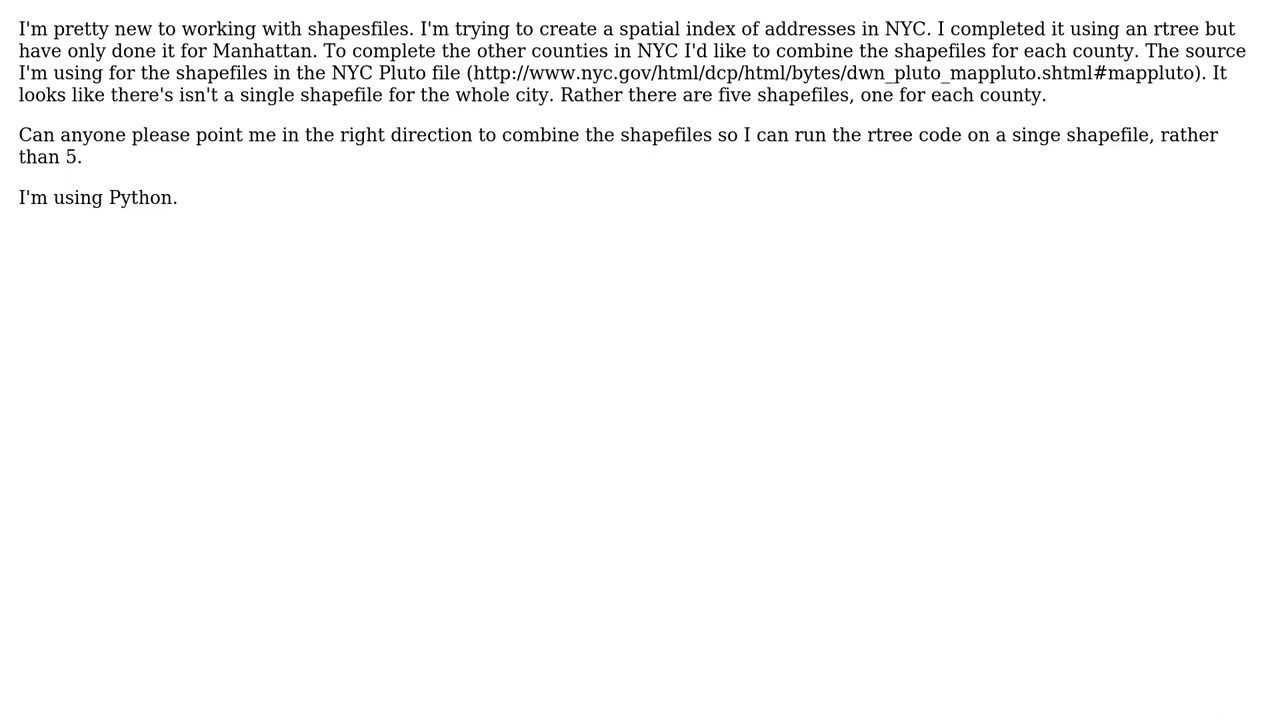 I'm pretty new to working with shapesfiles. I'm trying to create a spatial index of addresses in NYC. I completed it using an rtree but
have only done it for Manhattan. To complete the other counties in NYC I'd like to combine the shapefiles for each county. The source
I'm using for the shapefiles in the NYC Pluto file (http://www.nyc.gov/html/dcp/html/bytes/dwn_pluto_mappluto.shtml#mappluto). It
looks like there's isn't a single shapefile for the whole city. Rather there are five shapefiles, one for each county.
Can anyone please point me in the right direction to combine the shapefiles so I can run the rtree code on a singe shapefile, rather
than 5.
I'm using Python.